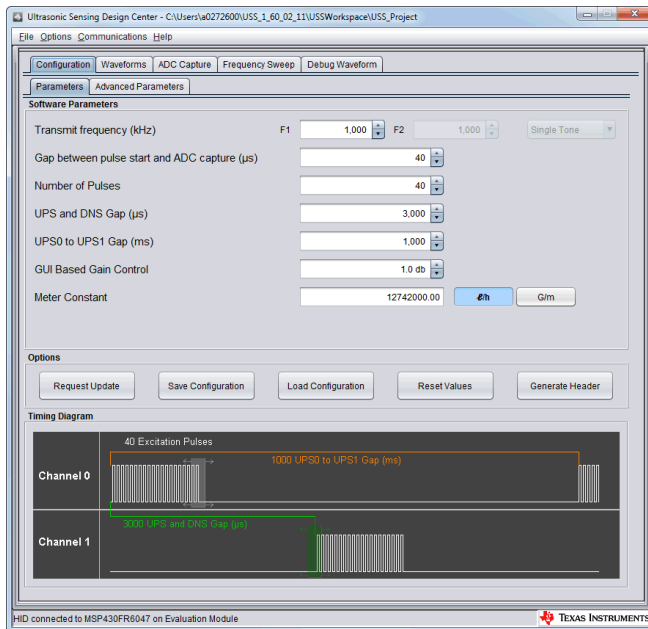 Ultrasonic Sensing Design Center - C:\Users\a0272600\USS_1_60_02_11\USSWorkspace\USS_Project
File Options Communications Help
Configuration Waveforms ADC Capture Frequency Sweep Debug Waveform
Parameters Advanced Parameters
Software Parameters
Transmit frequency (kHz) F1 1,000 F2 1,000 Single Tone
Gap between pulse start and ADC capture (µs) 40
Number of Pulses 40
UPS and DNS Gap (µs) 3,000
UPS0 to UPS1 Gap (ms) 1,000
GUI Based Gain Control 1.0 db
Meter Constant 12742000.00 ℓ/h G/m
Options
Request Update Save Configuration Load Configuration Reset Values Generate Header
Timing Diagram
40 Excitation Pulses
1000 UPS0 to UPS1 Gap (ms)
Channel 0
3000 UPS and DNS Gap (µs)
Channel 1
HID connected to MSP430FR6047 on Evaluation Module TEXAS INSTRUMENTS